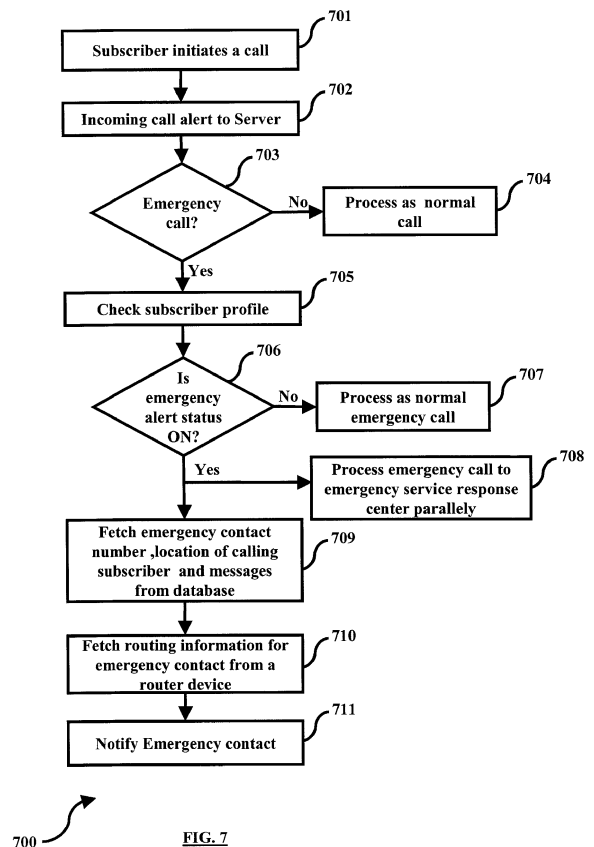 701
Subscriber initiates a call
702
Incoming call alert to Server
703
Emergency
call?
No
704
Process as normal
call
Yes
705
Check subscriber profile
706
Is
emergency
alert status
ON?
No
707
Process as normal
emergency call
Yes
708
Process emergency call to
emergency service response
center parallely
709
Fetch emergency contact
number ,location of calling
subscriber and messages
from database
710
Fetch routing information for
emergency contact from a
router device
711
Notify Emergency contact
700
FIG. 7